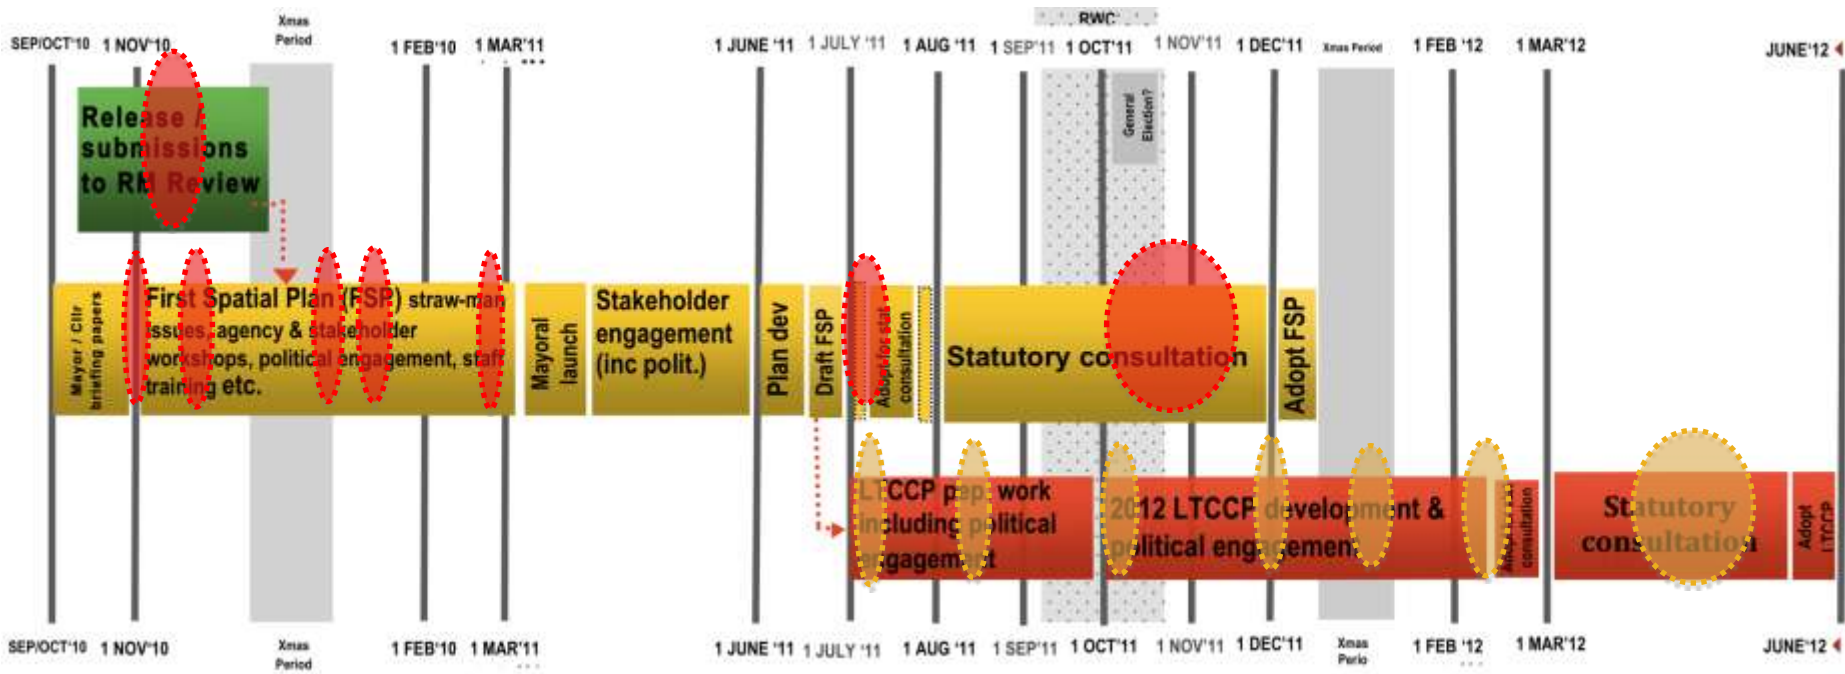 Xmas
Period
RWC
SEP/OCT'10 1 NOV'10 1 FEB'10 1 MAR'11 1 JUNE '11 1 JULY '11 1 AUG '11 1 SEP'11 1 OCT'11 1 NOV'11 1 DEC'11 Xmas Period 1 FEB '12 1 MAR'12 JUNE'12
General
Election?
Release /
submissions
to RM Review
Mayor / Cllr
briefing papers
First Spatial Plan (FSP) straw-man
issues, agency & stakeholder
workshops, political engagement, staff
training etc.
Mayoral
launch
Stakeholder
engagement
(inc polit.)
Plan dev
Draft FSP
Adopt for stat
consultation
Statutory consultation
Adopt FSP
LTCCP pep work
including political
engagement
2012 LTCCP development &
political engagement
consultation
Statutory
consultation
Adopt
LTCCP
SEP/OCT'10 1 NOV'10 Xmas
Period 1 FEB'10 1 MAR'11 1 JUNE '11 1 JULY '11 1 AUG '11 1 SEP'11 1 OCT'11 1 NOV'11 1 DEC'11 Xmas
Perio 1 FEB '12 1 MAR'12 JUNE'12